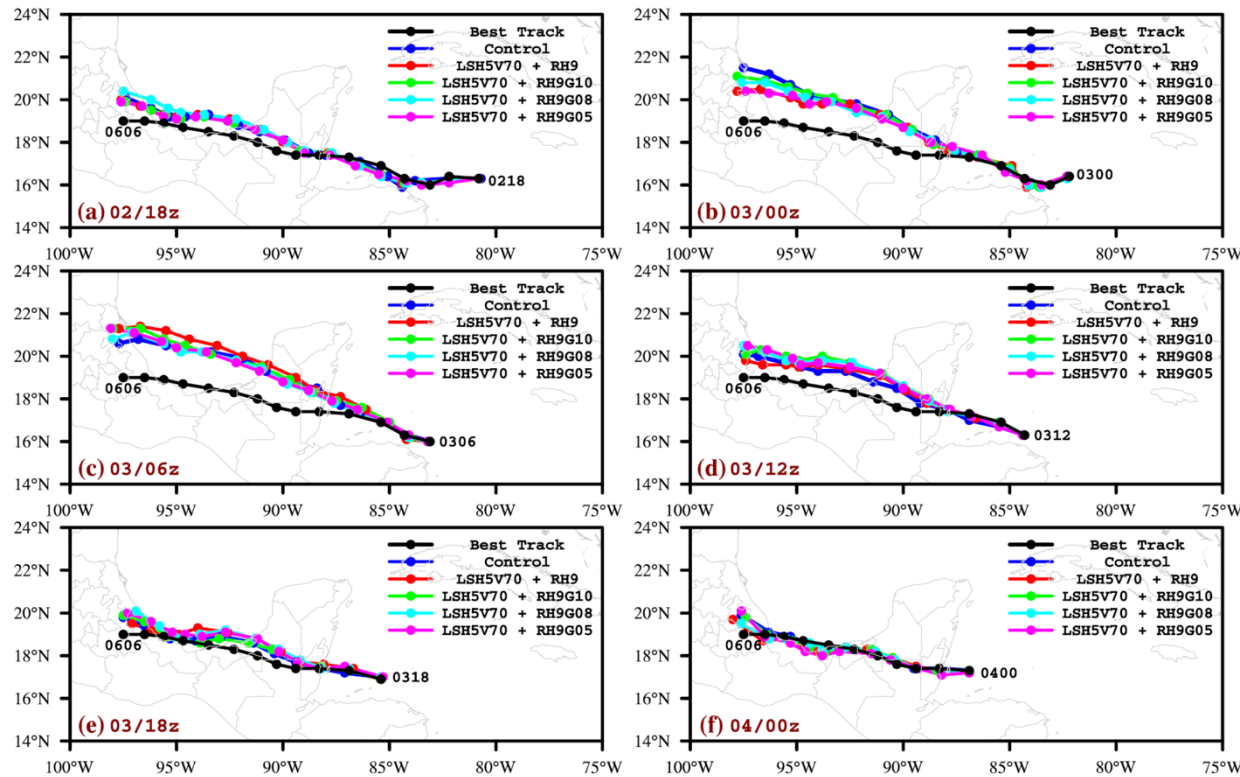 24°N
22°N
20°N
18°N
16°N
14°N
Best Track
Control
LSH5V70 + RH9
LSH5V70 + RH9G10
LSH5V70 + RH9G08
LSH5V70 + RH9G05
0606
0218
(a) 02/18z
100°W 95°W 90°W 85°W 80°W 75°W
24°N
22°N
20°N
18°N
16°N
14°N
Best Track
Control
LSH5V70 + RH9
LSH5V70 + RH9G10
LSH5V70 + RH9G08
LSH5V70 + RH9G05
0606
0300
(b) 03/00z
100°W 95°W 90°W 85°W 80°W 75°W
24°N
22°N
20°N
18°N
16°N
14°N
Best Track
Control
LSH5V70 + RH9
LSH5V70 + RH9G10
LSH5V70 + RH9G08
LSH5V70 + RH9G05
0606
0306
(c) 03/06z
100°W 95°W 90°W 85°W 80°W 75°W
24°N
22°N
20°N
18°N
16°N
14°N
Best Track
Control
LSH5V70 + RH9
LSH5V70 + RH9G10
LSH5V70 + RH9G08
LSH5V70 + RH9G05
0606
0312
(d) 03/12z
100°W 95°W 90°W 85°W 80°W 75°W
24°N
22°N
20°N
18°N
16°N
14°N
Best Track
Control
LSH5V70 + RH9
LSH5V70 + RH9G10
LSH5V70 + RH9G08
LSH5V70 + RH9G05
0606
0318
(e) 03/18z
100°W 95°W 90°W 85°W 80°W 75°W
24°N
22°N
20°N
18°N
16°N
14°N
Best Track
Control
LSH5V70 + RH9
LSH5V70 + RH9G10
LSH5V70 + RH9G08
LSH5V70 + RH9G05
0606
0400
(f) 04/00z
100°W 95°W 90°W 85°W 80°W 75°W